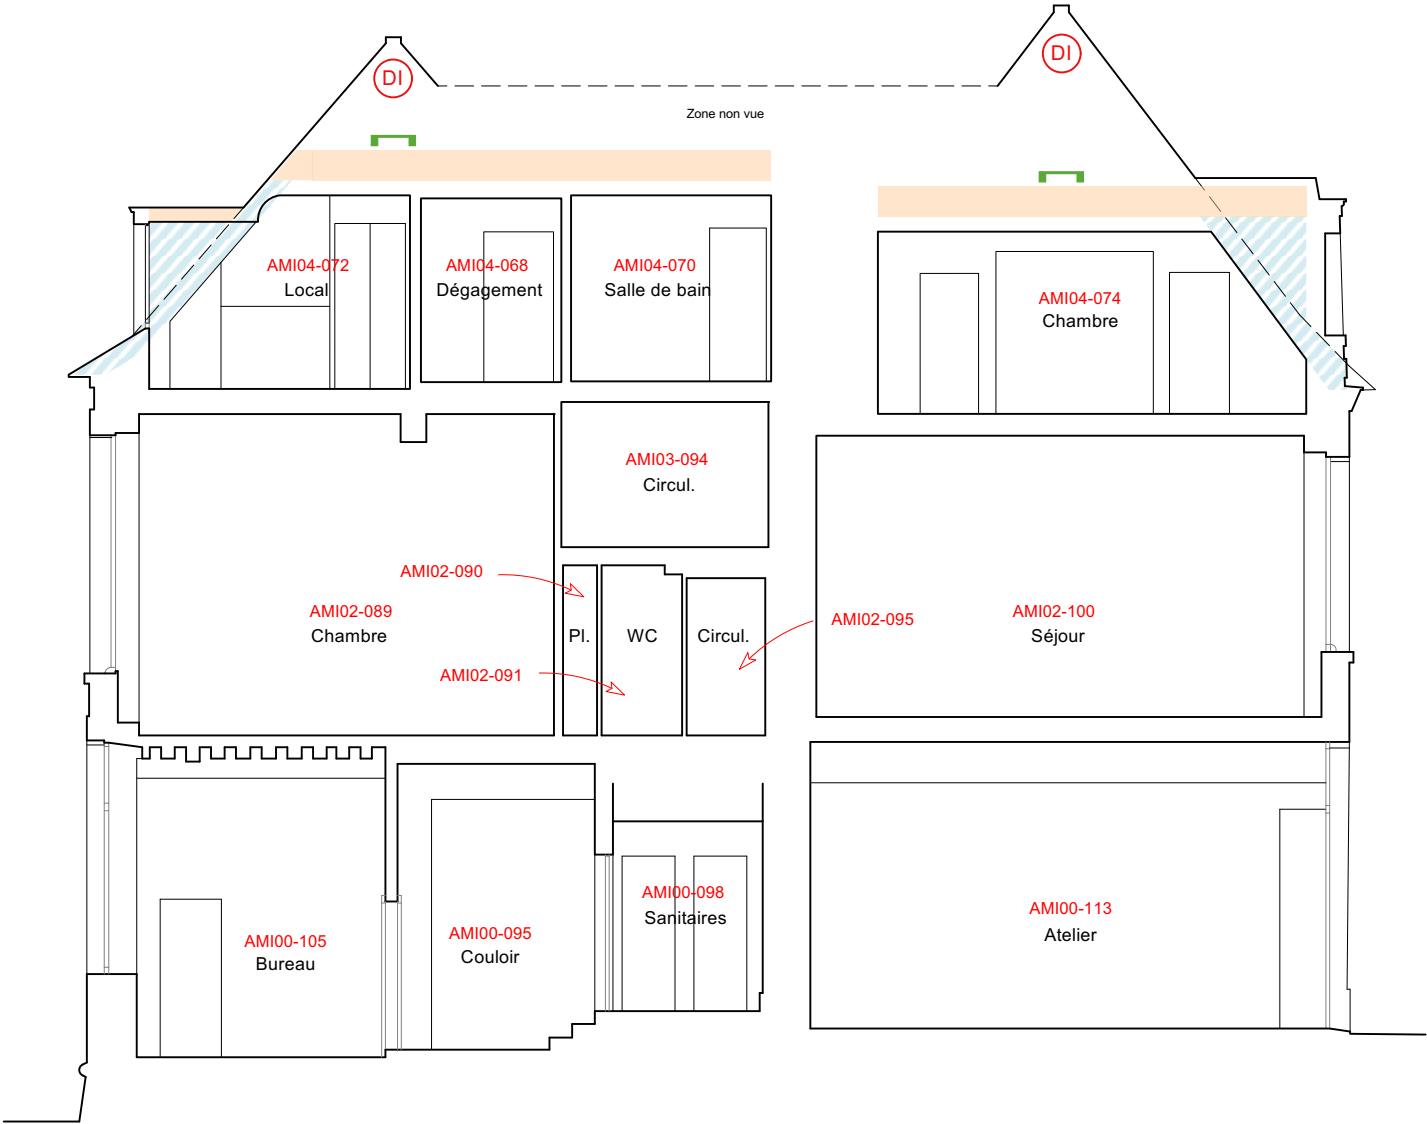 DI
DI
Zone non vue
AMI04-072
Local
AMI04-068
Dégagement
AMI04-070
Salle de bain
AMI04-074
Chambre
AMI03-094
Circul.
AMI02-090
AMI02-089
Chambre
Pl.
WC
Circul.
AMI02-095
AMI02-100
Séjour
AMI02-091
AMI00-105
Bureau
AMI00-095
Couloir
AMI00-098
Sanitaires
AMI00-113
Atelier